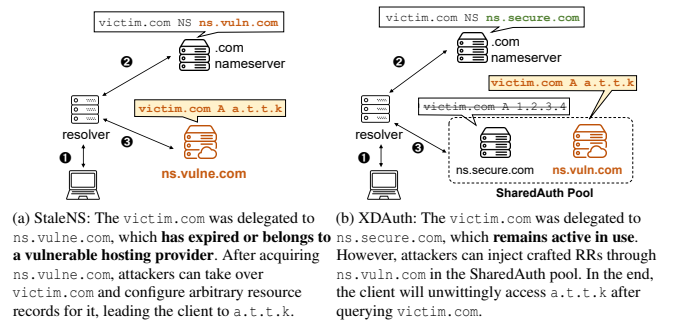 victim.com NS ns.vuln.com
.com
nameserver
❷
victim.com A a.t.t.k
resolver
❶
❸
ns.vulne.com
(a) StaleNS: The victim.com was delegated to
ns.vulne.com, which has expired or belongs to
a vulnerable hosting provider. After acquiring
ns.vulne.com, attackers can take over
victim.com and configure arbitrary resource
records for it, leading the client to a.t.t.k.
victim.com NS ns.secure.com
.com
nameserver
❷
victim.com A a.t.t.k
victim.com A 1.2.3.4
resolver
❶
❸
ns.secure.com
ns.vuln.com
SharedAuth Pool
(b) XDAuth: The victim.com was delegated to
ns.secure.com, which remains active in use.
However, attackers can inject crafted RRs through
ns.vuln.com in the SharedAuth pool. In the end,
the client will unwittingly access a.t.t.k after
querying victim.com.